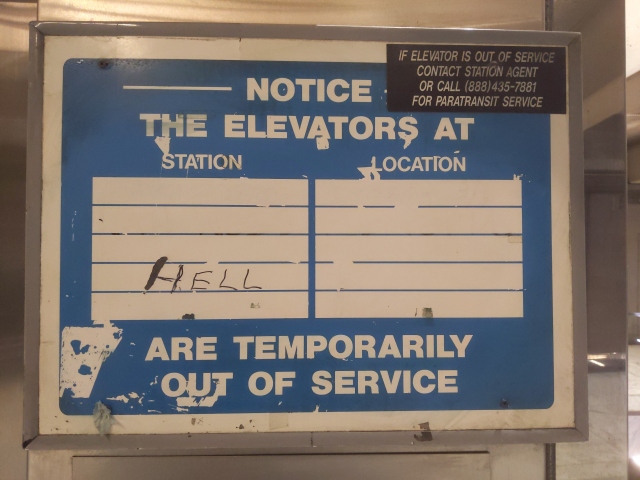 IF ELEVATOR IS OUT OF SERVICE
CONTACT STATION AGENT
OR CALL (888)435-7881
FOR PARATRANSIT SERVICE
NOTICE
THE ELEVATORS AT
STATION
LOCATION
HELL
ARE TEMPORARILY
OUT OF SERVICE